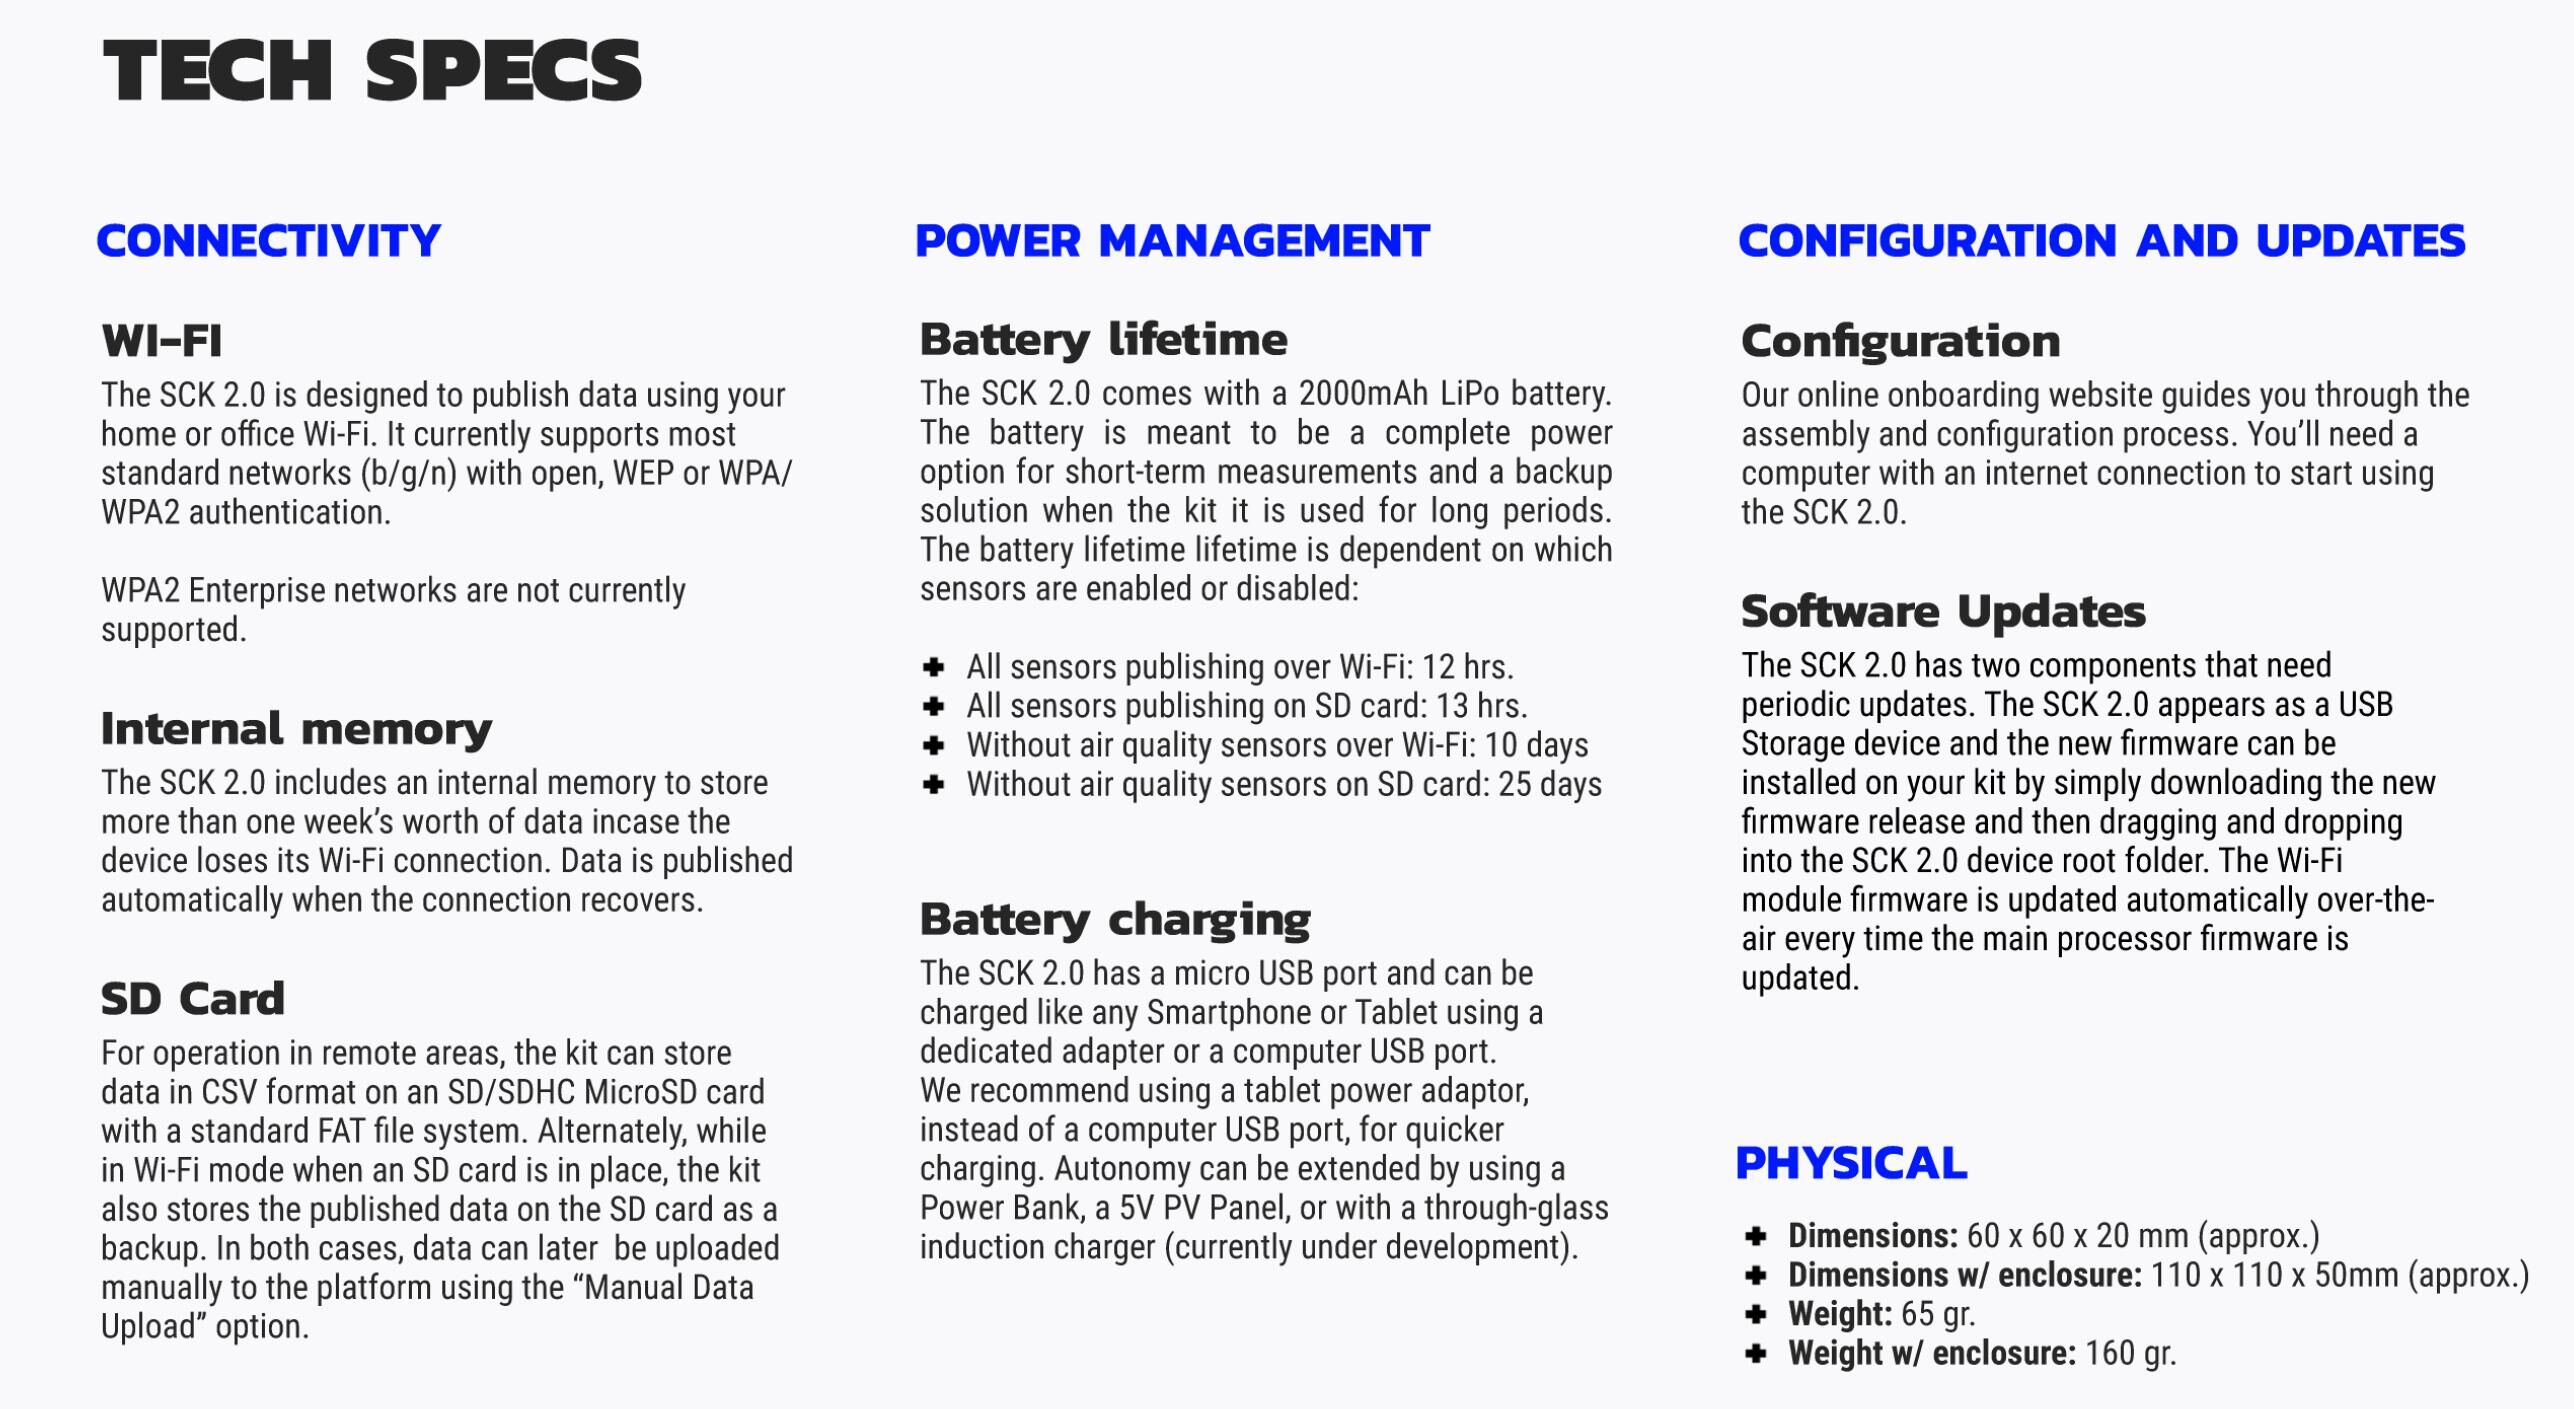 TECH SPECS
CONNECTIVITY
WI-FI
The SCK 2.0 is designed to publish data using your
home or office Wi-Fi. It currently supports most
standard networks (b/g/n) with open, WEP or WPA/
WPA2 authentication.
WPA2 Enterprise networks are not currently
supported.
Internal memory
The SCK 2.0 includes an internal memory to store
more than one week’s worth of data incase the
device loses its Wi-Fi connection. Data is published
automatically when the connection recovers.
SD Card
For operation in remote areas, the kit can store
data in CSV format on an SD/SDHC MicroSD card
with a standard FAT file system. Alternately, while
in Wi-Fi mode when an SD card is in place, the kit
also stores the published data on the SD card as a
backup. In both cases, data can later  be uploaded
manually to the platform using the “Manual Data
Upload” option.
POWER MANAGEMENT
Battery lifetime
The SCK 2.0 comes with a 2000mAh LiPo battery.
The battery is meant to be a complete power
option for short-term measurements and a backup
solution when the kit it is used for long periods.
The battery lifetime lifetime is dependent on which
sensors are enabled or disabled:
✚ All sensors publishing over Wi-Fi: 12 hrs.
✚ All sensors publishing on SD card: 13 hrs.
✚ Without air quality sensors over Wi-Fi: 10 days
✚ Without air quality sensors on SD card: 25 days
Battery charging
The SCK 2.0 has a micro USB port and can be
charged like any Smartphone or Tablet using a
dedicated adapter or a computer USB port.
We recommend using a tablet power adaptor,
instead of a computer USB port, for quicker
charging. Autonomy can be extended by using a
Power Bank, a 5V PV Panel, or with a through-glass
induction charger (currently under development).
CONFIGURATION AND UPDATES
Configuration
Our online onboarding website guides you through the
assembly and configuration process. You’ll need a
computer with an internet connection to start using
the SCK 2.0.
Software Updates
The SCK 2.0 has two components that need
periodic updates. The SCK 2.0 appears as a USB
Storage device and the new firmware can be
installed on your kit by simply downloading the new
firmware release and then dragging and dropping
into the SCK 2.0 device root folder. The Wi-Fi
module firmware is updated automatically over-the-
air every time the main processor firmware is
updated.
PHYSICAL
✚ Dimensions: 60 x 60 x 20 mm (approx.)
✚ Dimensions w/ enclosure: 110 x 110 x 50mm (approx.)
✚ Weight: 65 gr.
✚ Weight w/ enclosure: 160 gr.